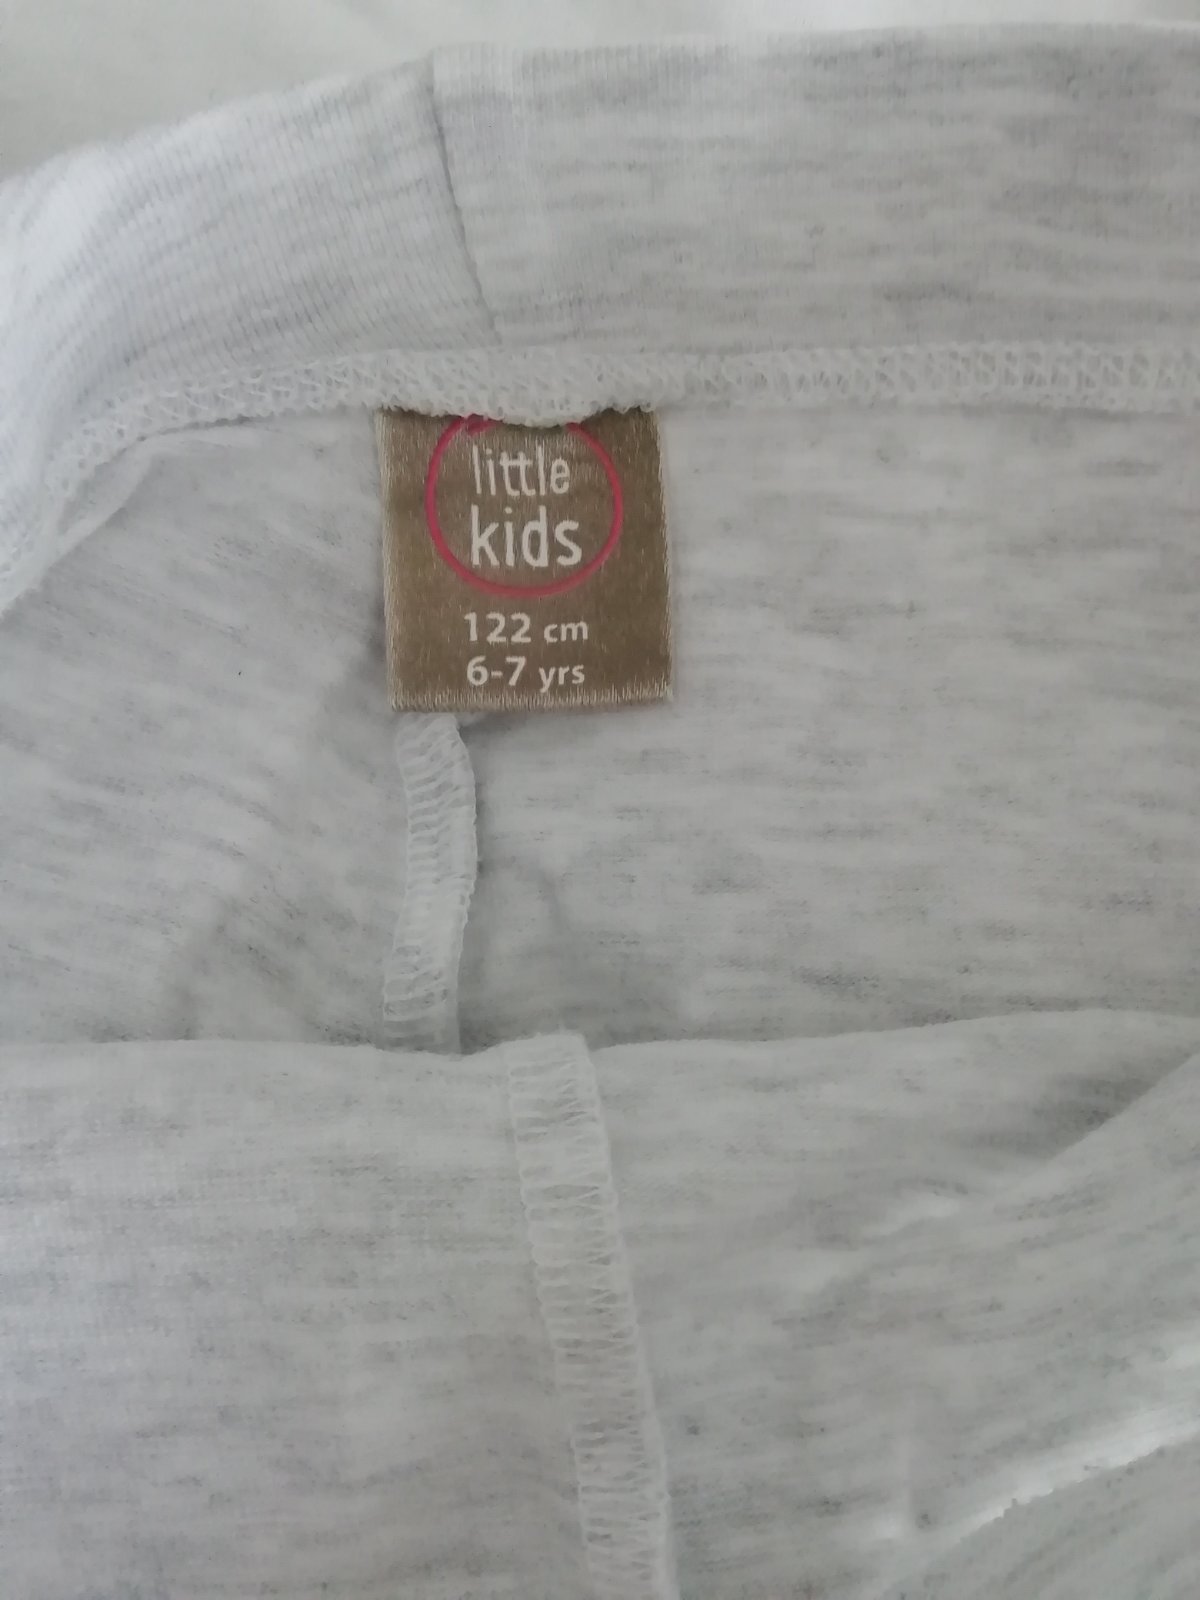 little
kids
122 cm
6-7 yrs